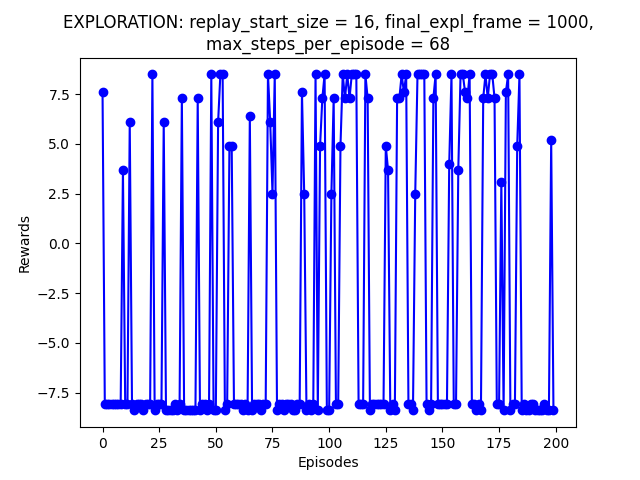 EXPLORATION: replay_start_size = 16, final_expl_frame = 1000,
max_steps_per_episode = 68
7.5
5.0
2.5
0.0
−2.5
−5.0
−7.5
Rewards
0 25 50 75 100 125 150 175 200
Episodes